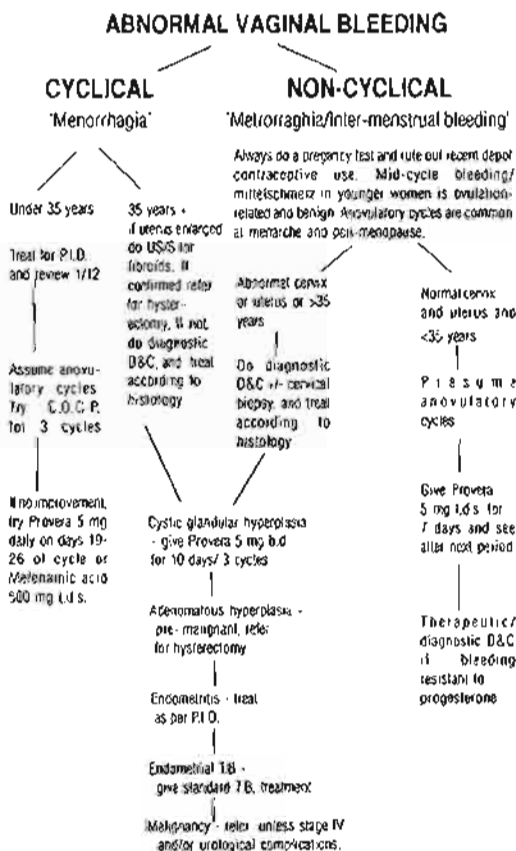 ABNORMAL VAGINAL BLEEDING
CYCLICAL
'Menorrhagia'
NON-CYCLICAL
'Metrorraghia/Inter-menstrual bleeding'
Always do a pregancy test and rule out recent depot
contraceptive use. Mid-cycle bleeding/
mittelschmerz in younger women is ovulation-
related and benign. Anovulatory cycles are common
at menarche and peri-menopause.
Under 35 years
Treat for P.I.D.
and review 1/12
Assume anovu-
latory cycles
Try C.O.C.P.
for 3 cycles
If no improvement,
try Provera 5 mg
daily on days 19-
26 of cycle or
Mefenamic acid
500 mg t.d.s.
35 years +
if uterus enlarged
do US/S for
fibroids. If
confirmed refer
for hyster-
ectomy, If not,
do diagnostic
D&C, and treat
according to
histology
Abnormal cervix
or uterus or >35
years
Do diagnostic
D&C +/- cervical
biopsy, and treat
according to
histology
Cystic glandular hyperplasia
- give Provera 5 mg b.d
for 10 days/ 3 cycles
Adenomatous hyperplasia -
pre- malignant, refer
for hysterectomy
Endometritis - treat
as per P.I.D.
Endometrial T.B -
give standard T.B. treatment
Malignancy - refer unless stage IV
and/or urological complications.
Normal cervix
and uterus and
<35 years
Presume
anovulatory
cycles
Give Provera
5 mg t.d.s. for
7 days and see
after next period
Therapeutic/
diagnostic D&C
if bleeding
resistant to
progesterone